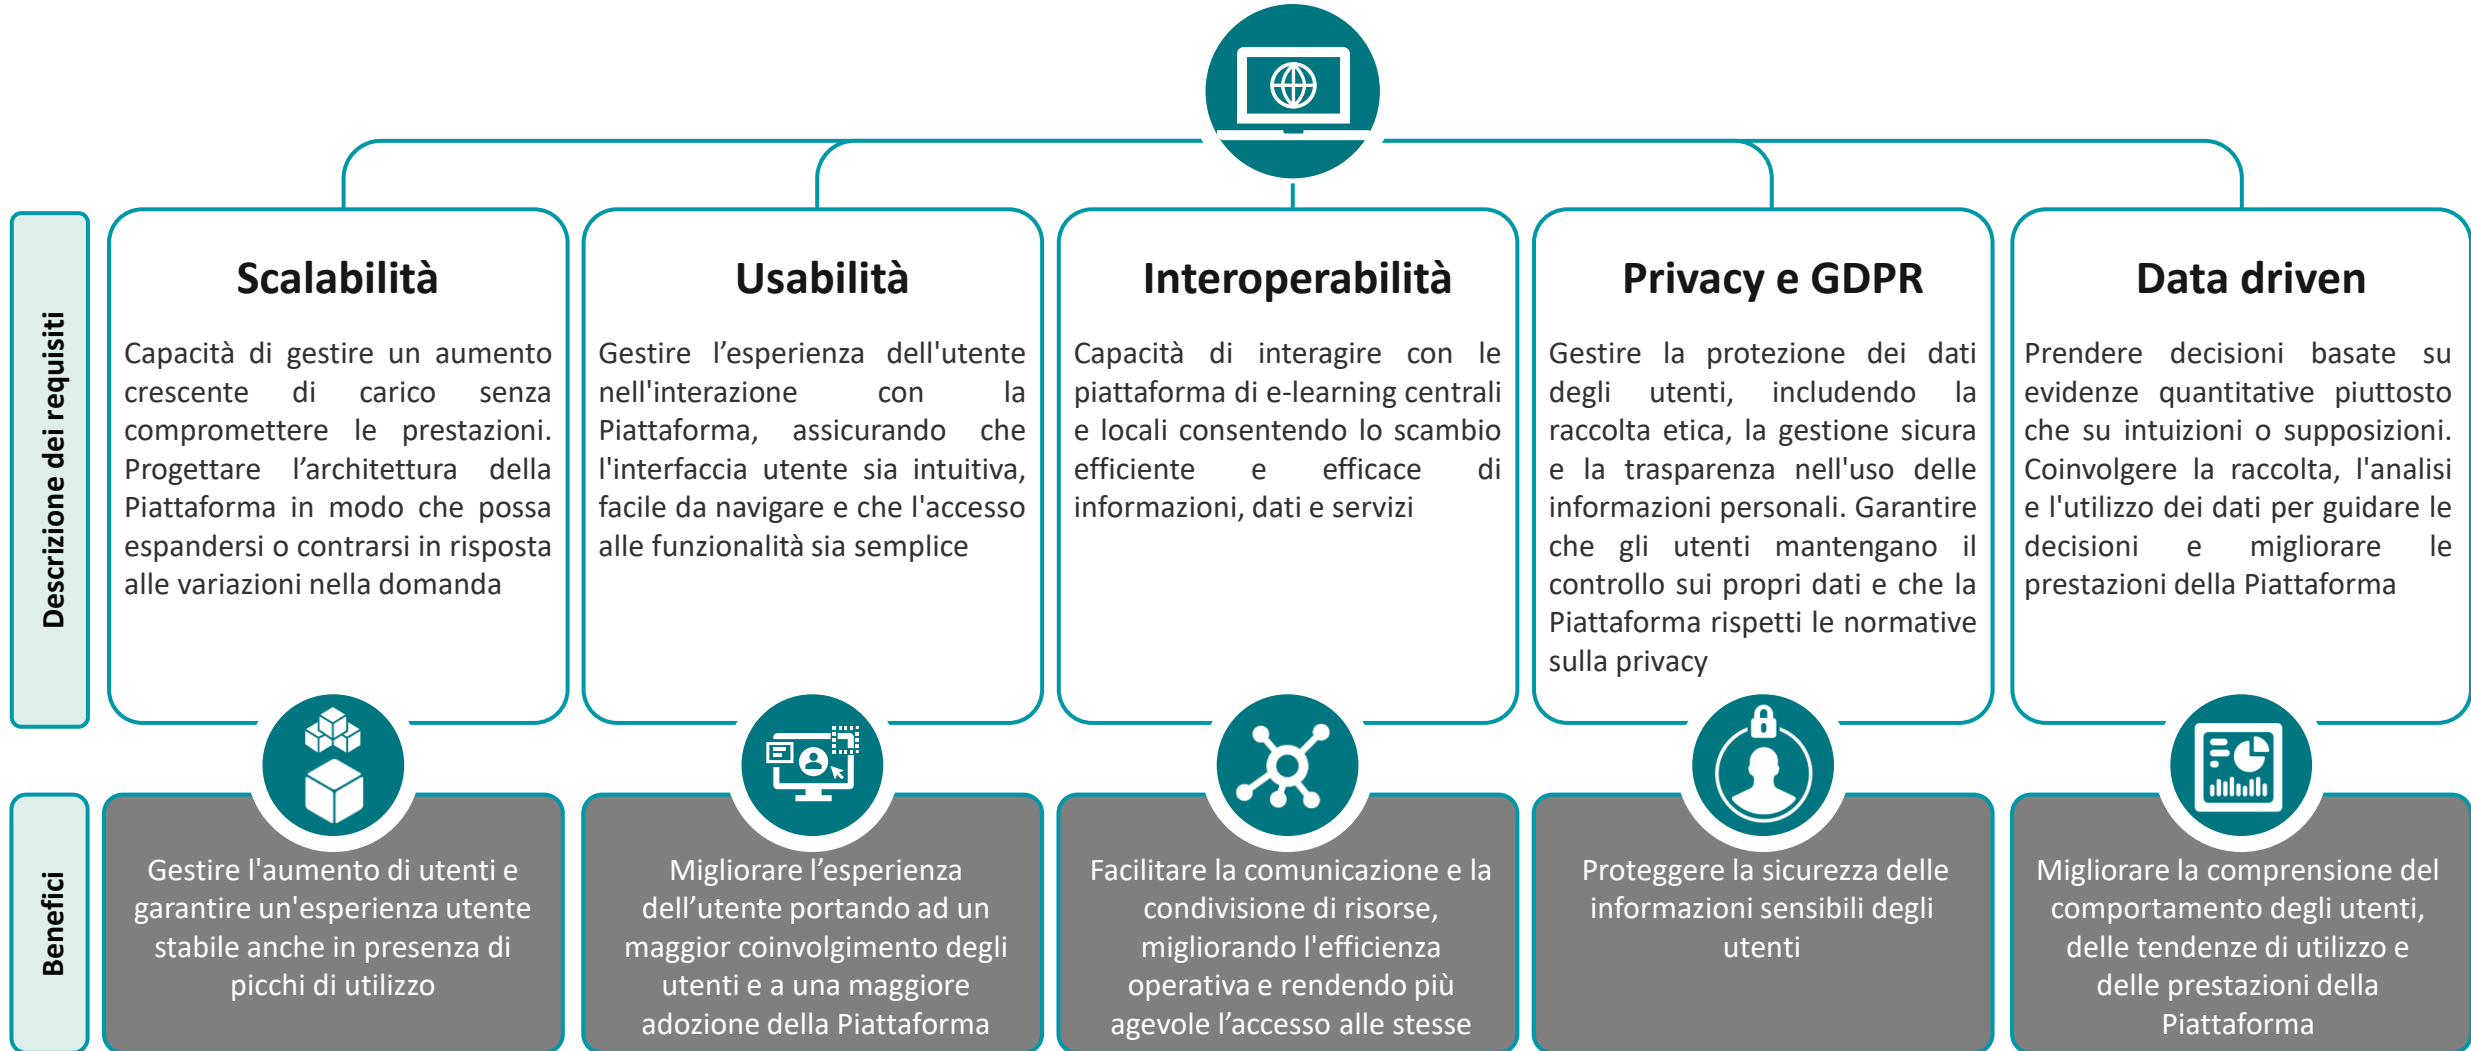 Descrizione dei requisiti
Scalabilità
Capacità di gestire un aumento
crescente di carico senza
compromettere le prestazioni.
Progettare l’architettura della
Piattaforma in modo che possa
espandersi o contrarsi in risposta
alle variazioni nella domanda
Usabilità
Gestire l’esperienza dell'utente
nell'interazione con la
Piattaforma, assicurando che
l'interfaccia utente sia intuitiva,
facile da navigare e che l'accesso
alle funzionalità sia semplice
Interoperabilità
Capacità di interagire con le
piattaforma di e-learning centrali
e locali consentendo lo scambio
efficiente e efficace di
informazioni, dati e servizi
Privacy e GDPR
Gestire la protezione dei dati
degli utenti, includendo la
raccolta etica, la gestione sicura
e la trasparenza nell'uso delle
informazioni personali. Garantire
che gli utenti mantengano il
controllo sui propri dati e che la
Piattaforma rispetti le normative
sulla privacy
Data driven
Prendere decisioni basate su
evidenze quantitative piuttosto
che su intuizioni o supposizioni.
Coinvolgere la raccolta, l'analisi
e l'utilizzo dei dati per guidare le
decisioni e migliorare le
prestazioni della Piattaforma
Benefici
Gestire l'aumento di utenti e
garantire un'esperienza utente
stabile anche in presenza di
picchi di utilizzo
Migliorare l’esperienza
dell’utente portando ad un
maggior coinvolgimento degli
utenti e a una maggiore
adozione della Piattaforma
Facilitare la comunicazione e la
condivisione di risorse,
migliorando l'efficienza
operativa e rendendo più
agevole l’accesso alle stesse
Proteggere la sicurezza delle
informazioni sensibili degli
utenti
Migliorare la comprensione del
comportamento degli utenti,
delle tendenze di utilizzo e
delle prestazioni della
Piattaforma